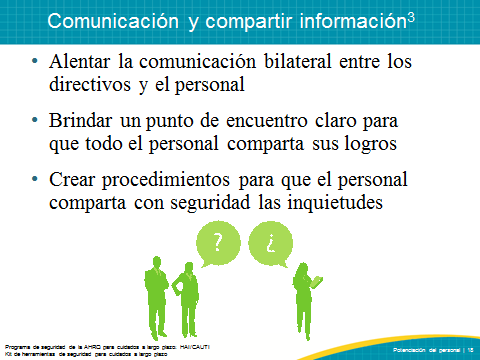 Comunicación y compartir información3
• Alentar la comunicación bilateral entre los
directivos y el personal
• Brindar un punto de encuentro claro para
que todo el personal comparta sus logros
• Crear procedimientos para que el personal
comparta con seguridad las inquietudes
? ¿
Programa de seguridad de la AHRQ para cuidados a largo plazo: HAI/CAUTI
Kit de herramientas de seguridad para cuidados a largo plazo
Potenciación del personal | 15